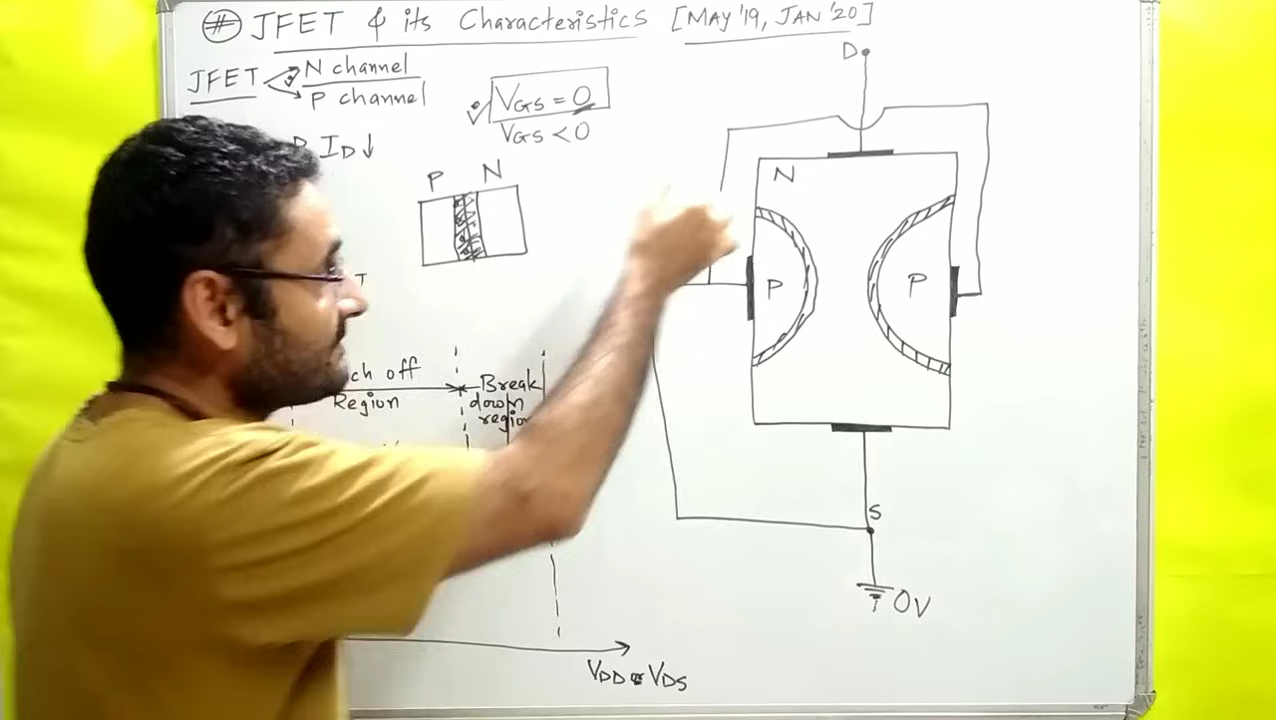 # JFET & its Characteristics [MAY '19, JAN '20]
JFET
N channel
P channel
VGS = 0
VGS < 0
ID ↓
P N
ch off
Region
Break
down
region
VDD or VDS
D
N
P
P
S
0V